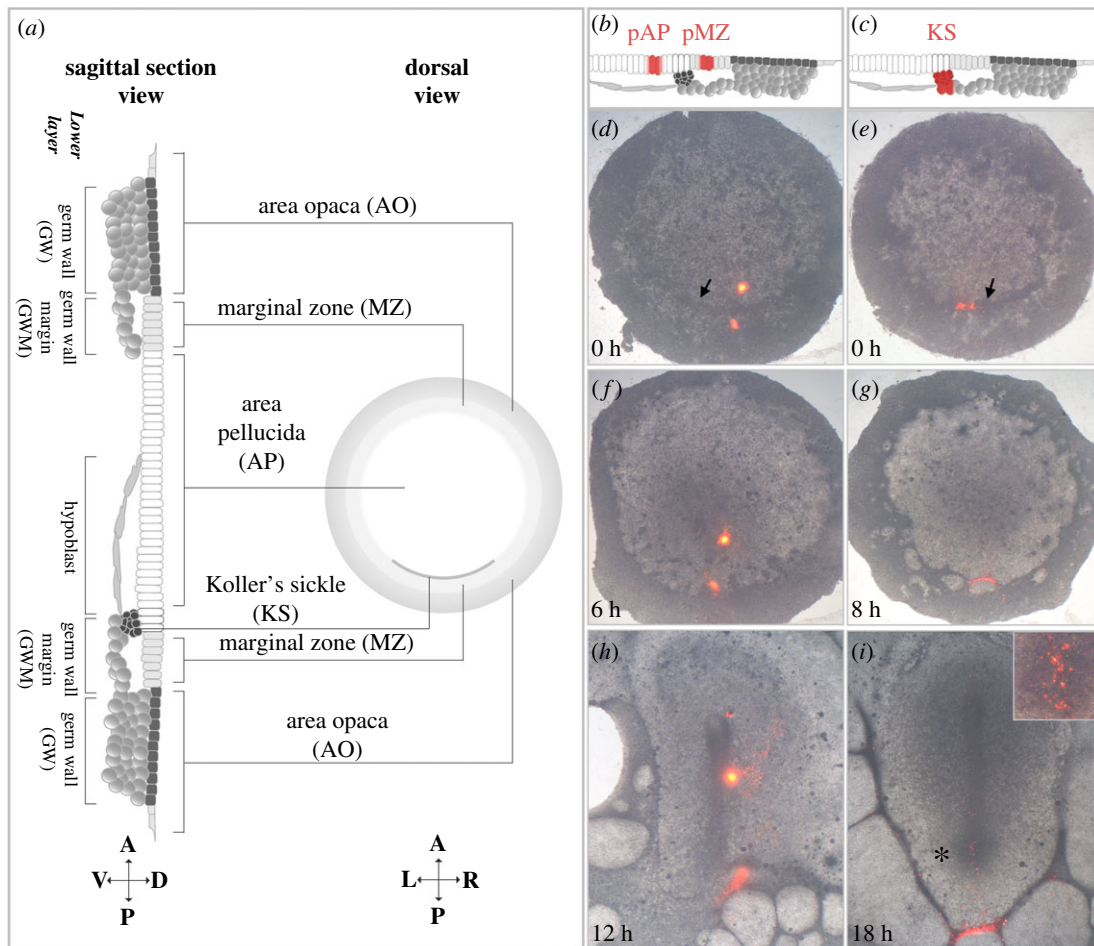 (a)
sagittal section
view
dorsal
view
Lower
layer
germ wall
(GW)
germ wall
margin
(GWM)
hypoblast
germ wall
margin
(GWM)
germ wall
(GW)
area opaca (AO)
marginal zone (MZ)
area
pellucida
(AP)
Koller’s sickle
(KS)
marginal zone (MZ)
area opaca
(AO)
A
V D
P
A
L R
P
(b)
pAP pMZ
(c)
KS
(d)
0 h
(e)
0 h
(f)
6 h
(g)
8 h
(h)
12 h
(i)
*
18 h